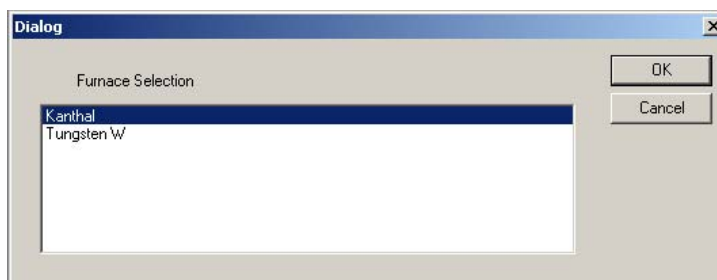 Dialog
Furnace Selection
OK
Kanthal
Cancel
Tungsten W